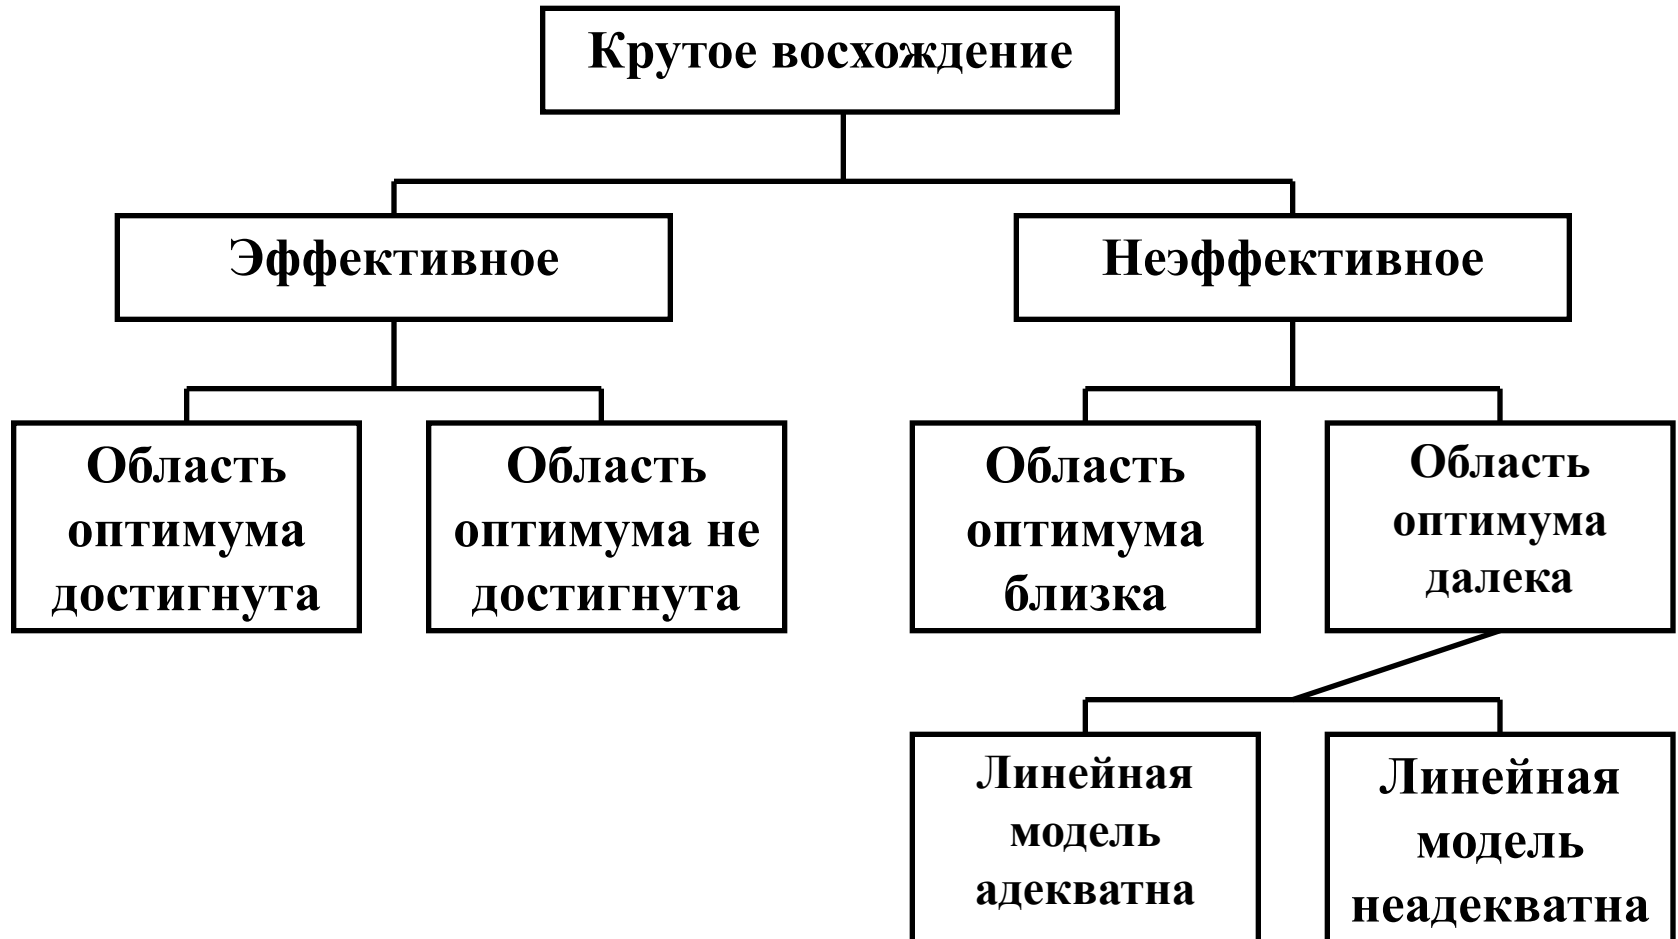 Крутое восхождение
Эффективное
Неэффективное
Область
оптимума
достигнута
Область
оптимума не
достигнута
Область
оптимума
близка
Область
оптимума
далека
Линейная
модель
адекватна
Линейная
модель
неадекватна